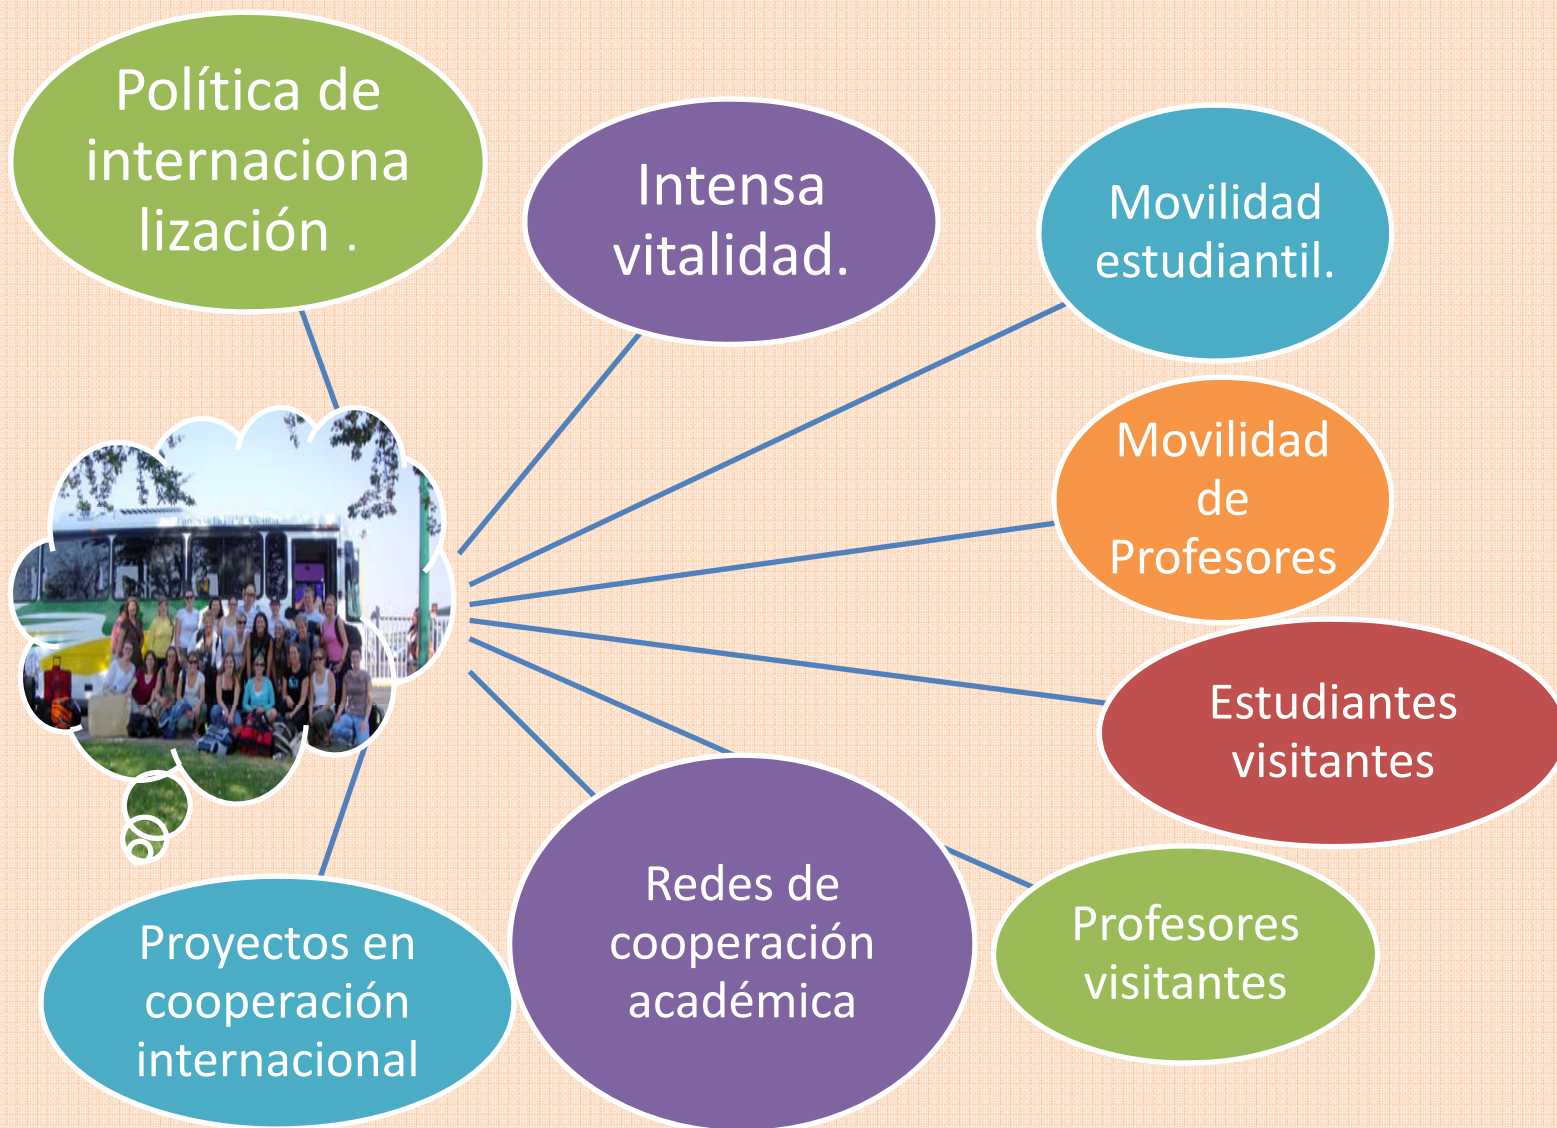 Política de
internaciona
lización .
Intensa
vitalidad.
Movilidad
estudiantil.
Movilidad
de
Profesores
Estudiantes
visitantes
Profesores
visitantes
Redes de
cooperación
académica
Proyectos en
cooperación
internacional